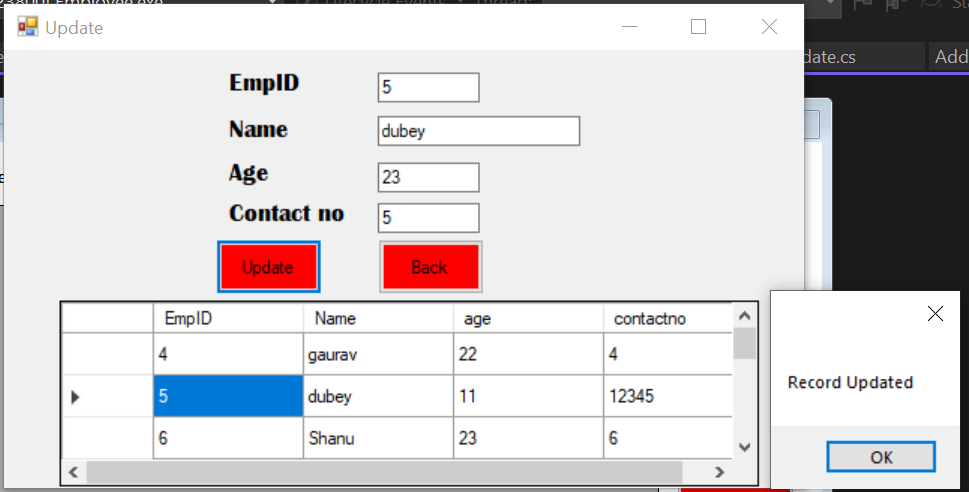 Update
EmpID 5
Name dubey
Age 23
Contact no 5
Update Back
EmpID Name age contactno
4 gaurav 22 4
5 dubey 11 12345
6 Shanu 23 6
Record Updated
OK
date.cs Add